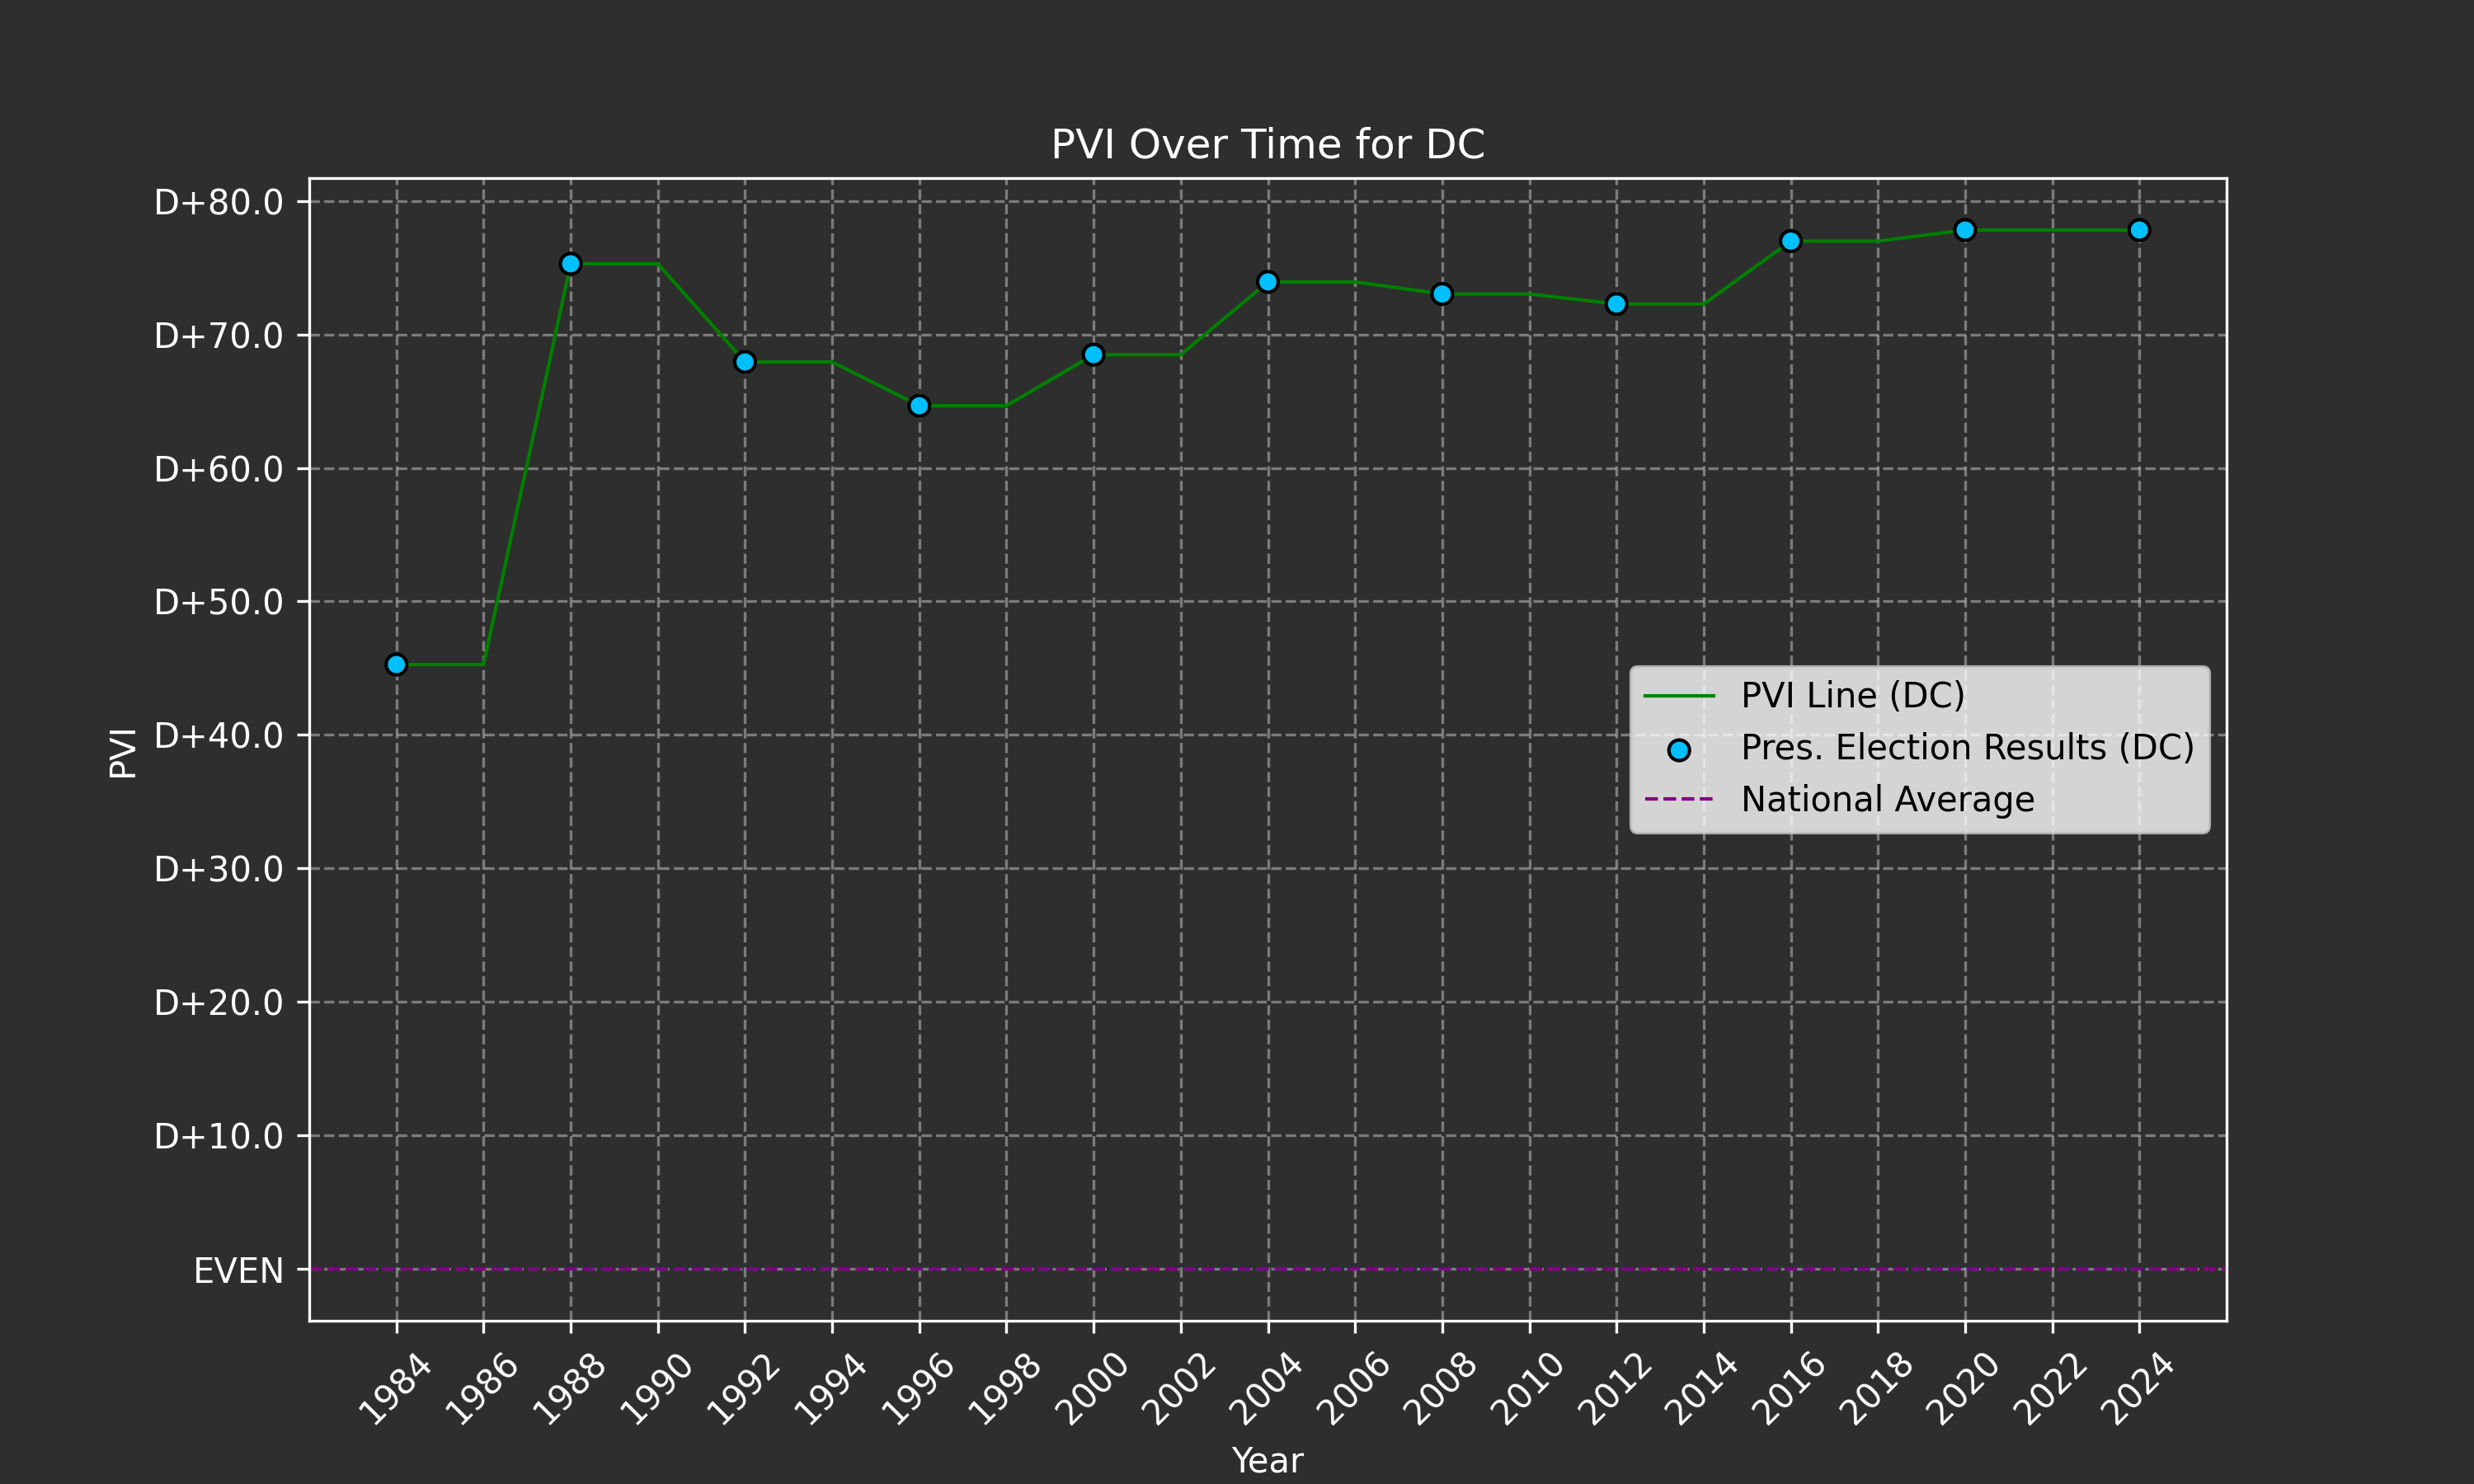 PVI Over Time for DC
D+80.0
D+70.0
D+60.0
D+50.0
D+40.0
D+30.0
D+20.0
D+10.0
EVEN
PVI
PVI Line (DC)
Pres. Election Results (DC)
National Average
1984 1986 1988 1990 1992 1994 1996 1998 2000 2002 2004 2006 2008 2010 2012 2014 2016 2018 2020 2022 2024
Year